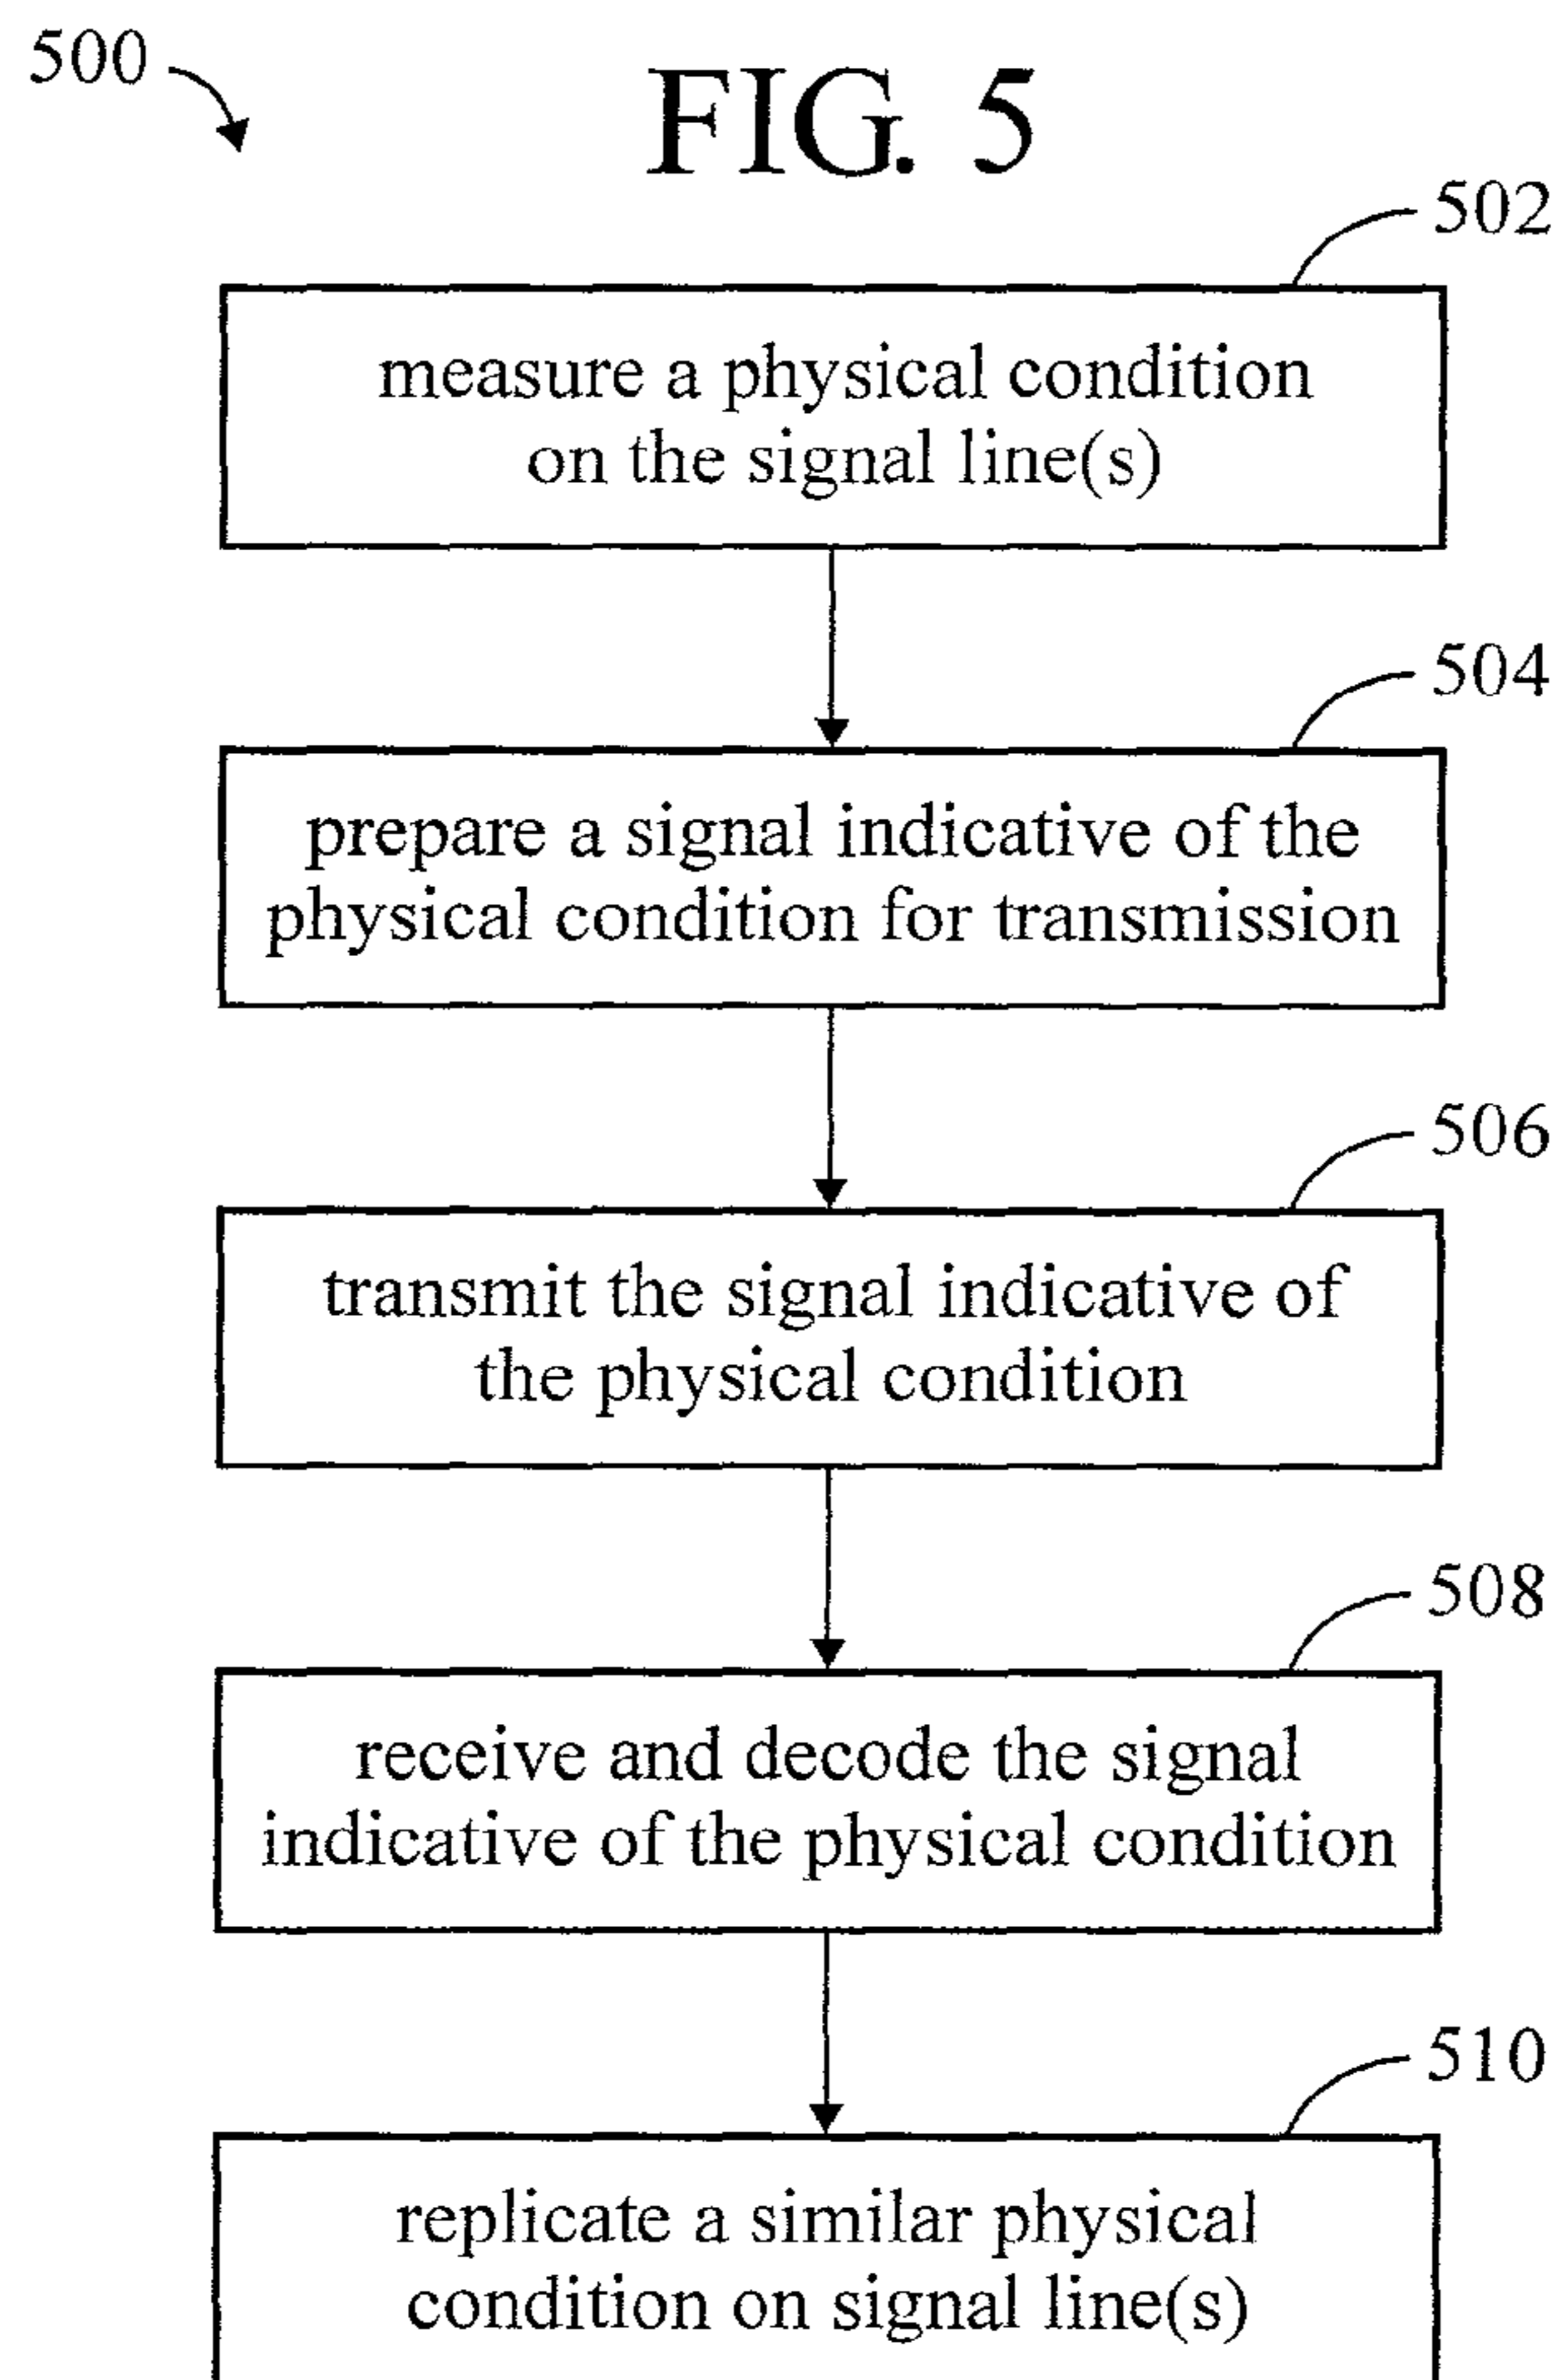 500
FIG. 5
502
measure a physical condition
on the signal line(s)
504
prepare a signal indicative of the
physical condition for transmission
506
transmit the signal indicative of
the physical condition
508
receive and decode the signal
indicative of the physical condition
510
replicate a similar physical
condition on signal line(s)